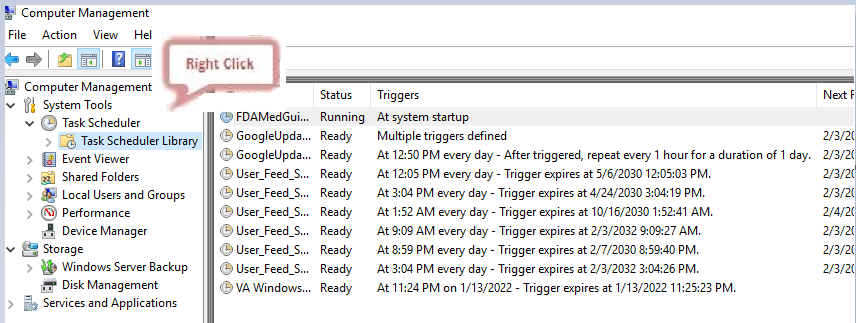 Computer Management
File Action View
Right Click
Computer Management
System Tools
Task Scheduler
Task Scheduler Library
Event Viewer
Shared Folders
Local Users and Groups
Performance
Device Manager
Storage
Windows Server Backup
Disk Management
Services and Applications
Status Triggers
FDAMedGui... Running At system startup
GoogleUpda... Ready Multiple triggers defined 2/3/20
GoogleUpda... Ready At 12:50 PM every day - After triggered, repeat every 1 hour for a duration of 1 day. 2/3/20
User_Feed_S... Ready At 12:05 PM every day - Trigger expires at 5/6/2030 12:05:03 PM. 2/3/20
User_Feed_S... Ready At 3:04 PM every day - Trigger expires at 4/24/2030 3:04:19 PM. 2/3/20
User_Feed_S... Ready At 1:52 AM every day - Trigger expires at 10/16/2030 1:52:41 AM. 2/4/20
User_Feed_S... Ready At 9:09 AM every day - Trigger expires at 2/3/2032 9:09:27 AM. 2/3/20
User_Feed_S... Ready At 8:59 PM every day - Trigger expires at 2/7/2030 8:59:40 PM. 2/3/20
User_Feed_S... Ready At 3:04 PM every day - Trigger expires at 2/3/2032 3:04:26 PM. 2/3/20
VA Windows... Ready At 11:24 PM on 1/13/2022 - Trigger expires at 1/13/2022 11:25:23 PM.